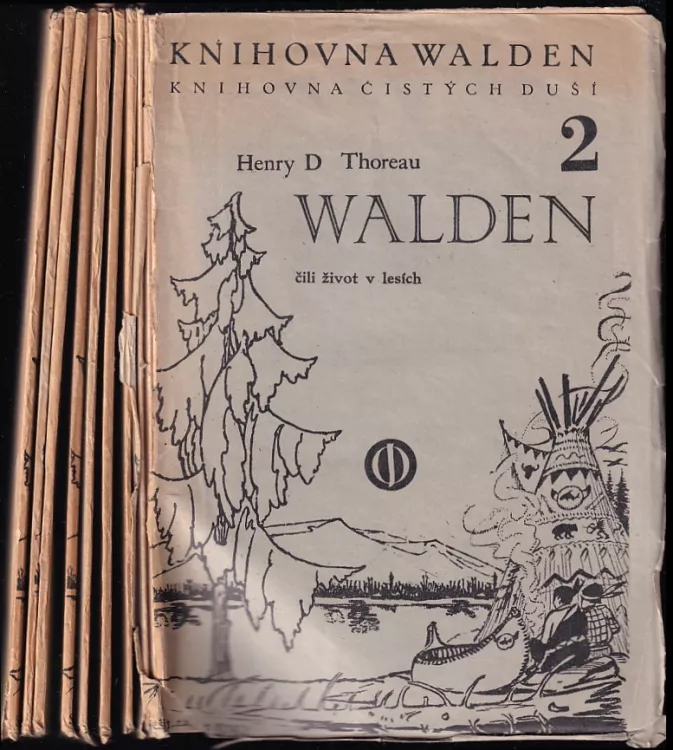 KNIHOVNA WALDEN
KNIHOVNA ČISTÝCH DUŠÍ
2
Henry D Thoreau
WALDEN
čili život v lesích